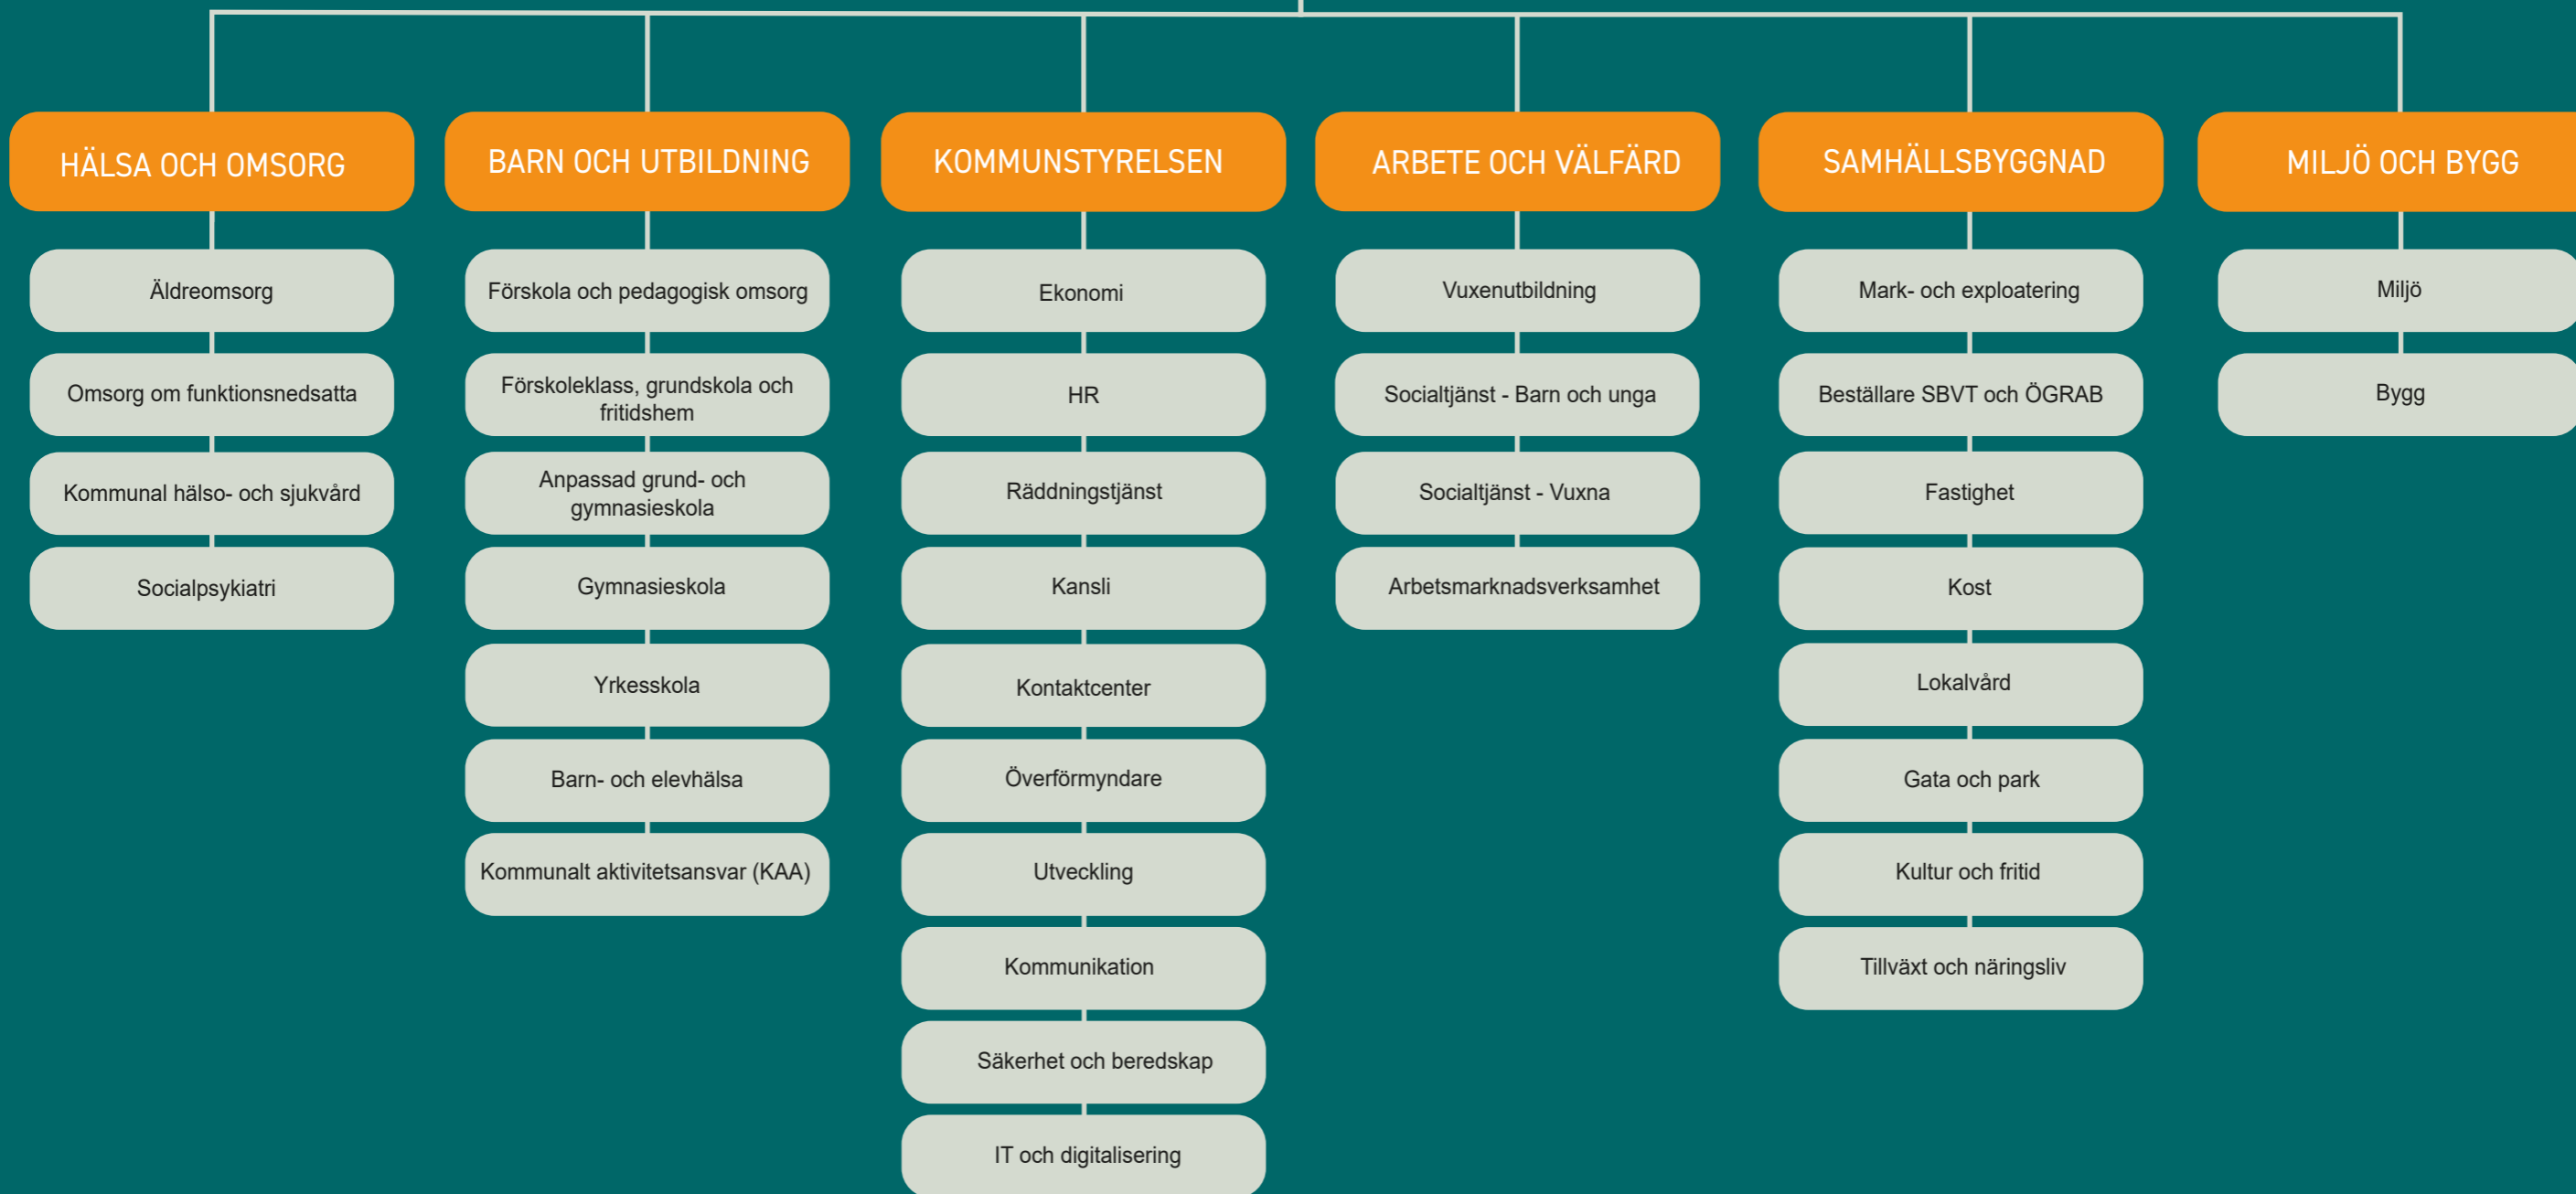 HÄLSA OCH OMSORG
Äldreomsorg
Omsorg om funktionsnedsatta
Kommunal hälso- och sjukvård
Socialpsykiatri
BARN OCH UTBILDNING
Förskola och pedagogisk omsorg
Förskoleklass, grundskola och
fritidshem
Anpassad grund- och
gymnasieskola
Gymnasieskola
Yrkesskola
Barn- och elevhälsa
Kommunalt aktivitetsansvar (KAA)
KOMMUNSTYRELSEN
Ekonomi
HR
Räddningstjänst
Kansli
Kontaktcenter
Överförmyndare
Utveckling
Kommunikation
Säkerhet och beredskap
IT och digitalisering
ARBETE OCH VÄLFÄRD
Vuxenutbildning
Socialtjänst - Barn och unga
Socialtjänst - Vuxna
Arbetsmarknadsverksamhet
SAMHÄLLSBYGGNAD
Mark- och exploatering
Beställare SBVT och ÖGRAB
Fastighet
Kost
Lokalvård
Gata och park
Kultur och fritid
Tillväxt och näringsliv
MILJÖ OCH BYGG
Miljö
Bygg